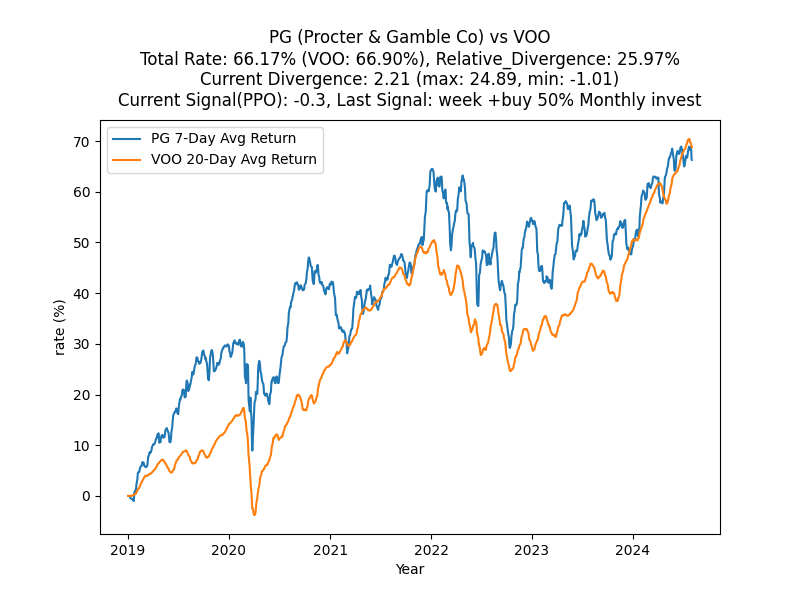 PG (Procter & Gamble Co) vs VOO
Total Rate: 66.17% (VOO: 66.90%), Relative_Divergence: 25.97%
Current Divergence: 2.21 (max: 24.89, min: -1.01)
Current Signal(PPO): -0.3, Last Signal: week +buy 50% Monthly invest
PG 7-Day Avg Return
VOO 20-Day Avg Return
70
60
50
40
30
20
10
0
rate (%)
2019
2020
2021
2022
2023
2024
Year